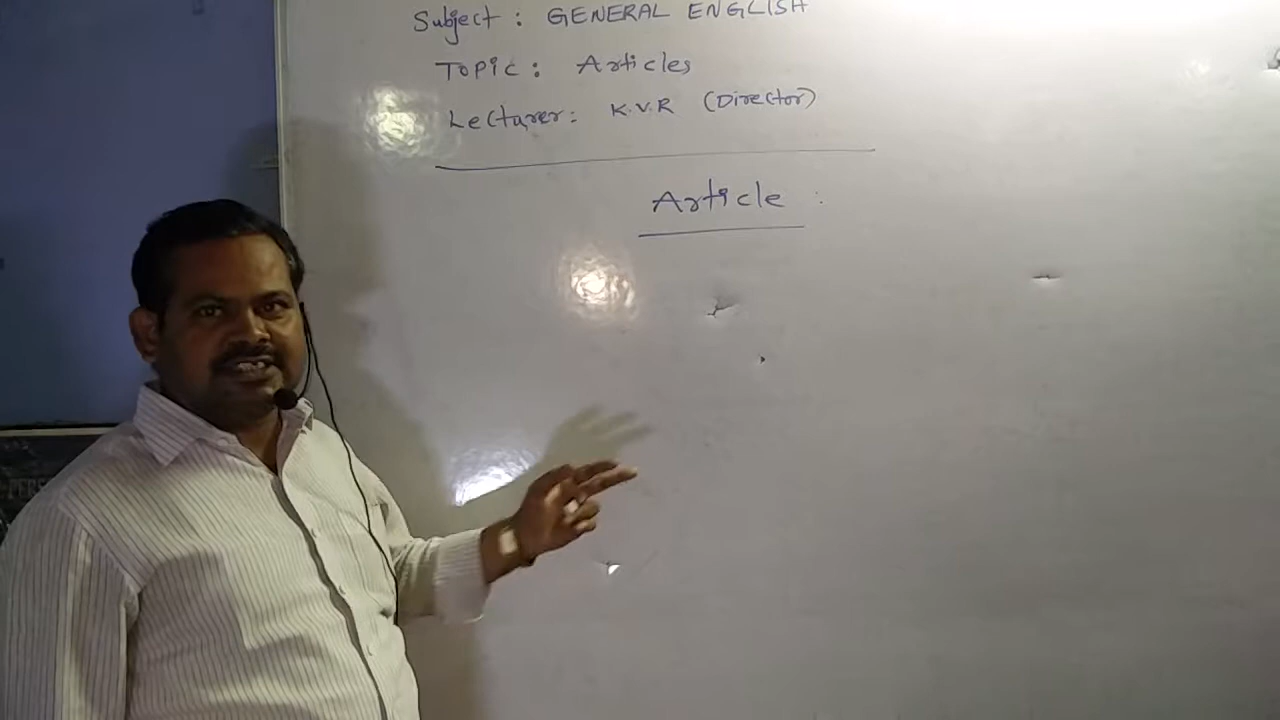 Subject: GENERAL ENGLISH
Topic: Articles
Lecturer: K.V.R (Director)
Article :